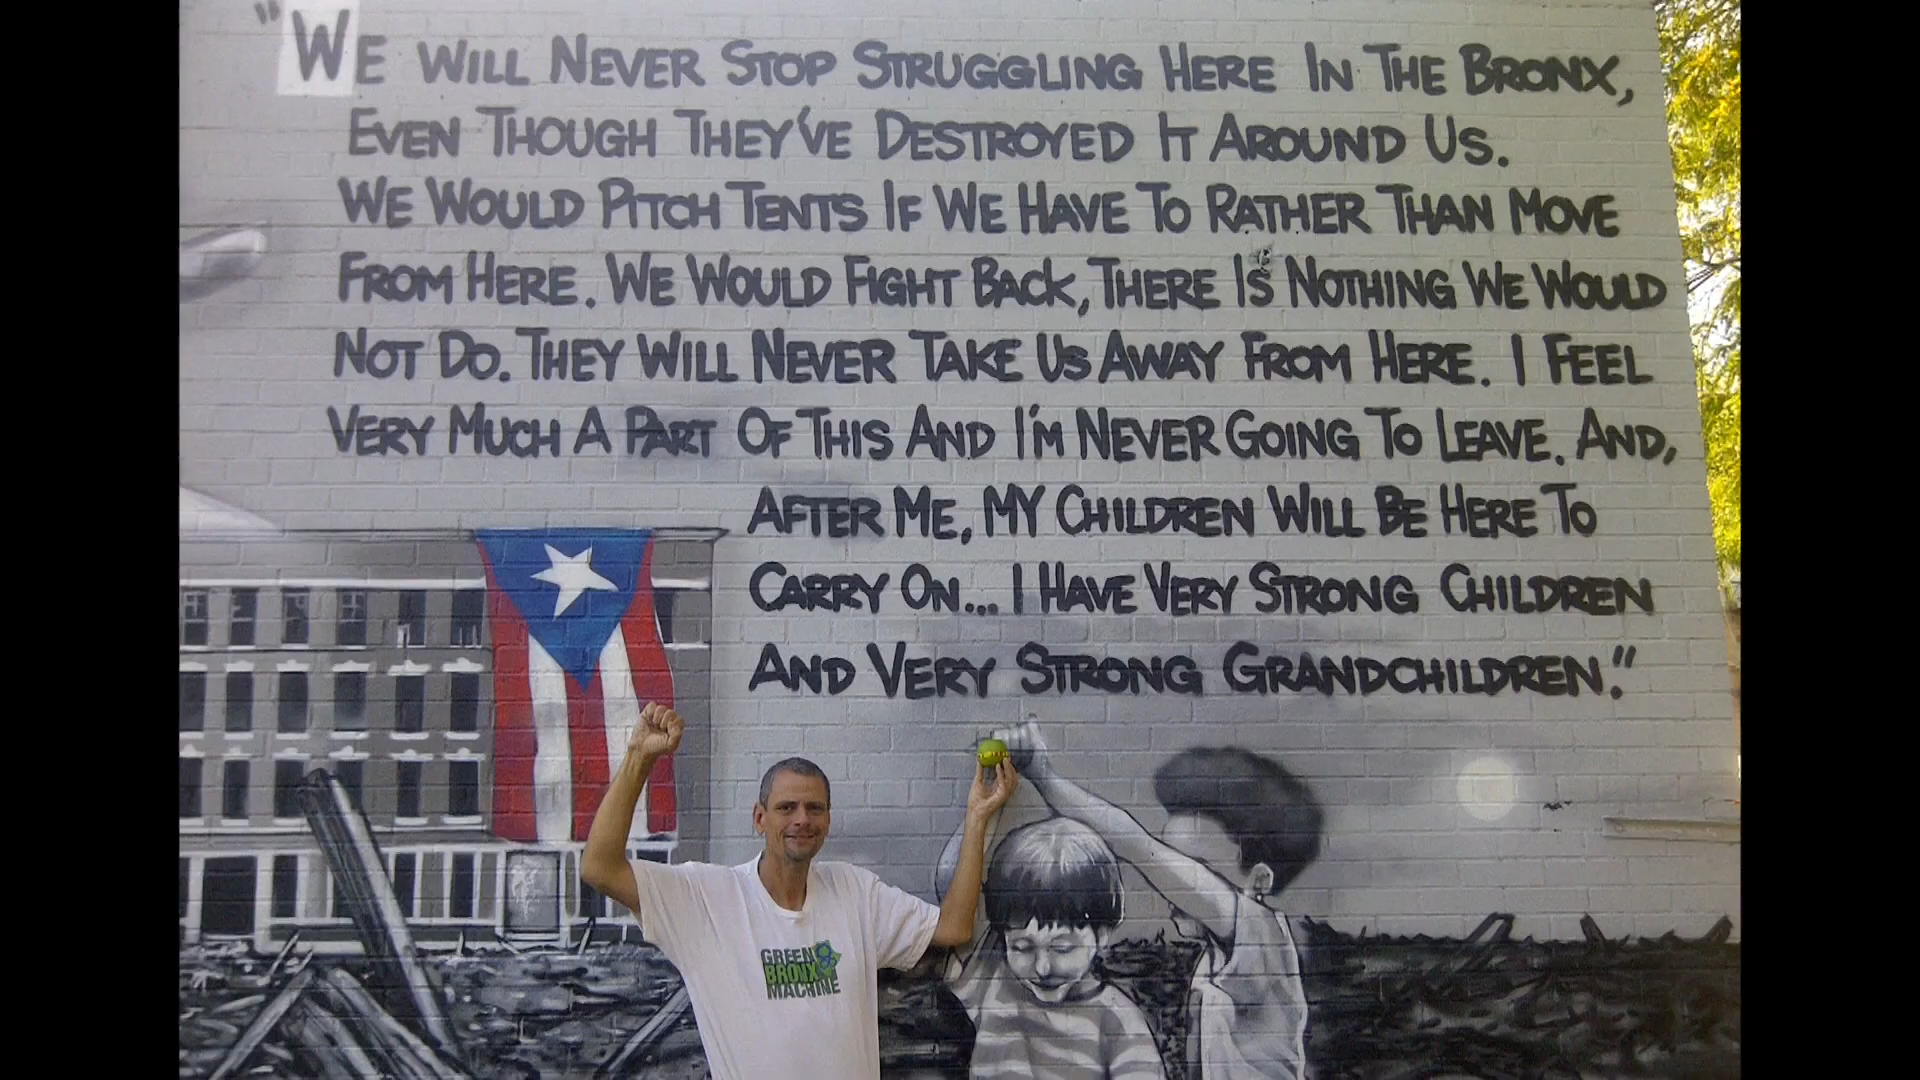 "WE WILL NEVER STOP STRUGGLING HERE IN THE BRONX,
EVEN THOUGH THEY'VE DESTROYED IT AROUND US.
WE WOULD PITCH TENTS IF WE HAVE TO RATHER THAN MOVE
FROM HERE. WE WOULD FIGHT BACK, THERE IS NOTHING WE WOULD
NOT DO. THEY WILL NEVER TAKE US AWAY FROM HERE. I FEEL
VERY MUCH A PART OF THIS AND I'M NEVER GOING TO LEAVE. AND,
AFTER ME, MY CHILDREN WILL BE HERE TO
CARRY ON... I HAVE VERY STRONG CHILDREN
AND VERY STRONG GRANDCHILDREN."
GREEN
BRONX
MACHINE